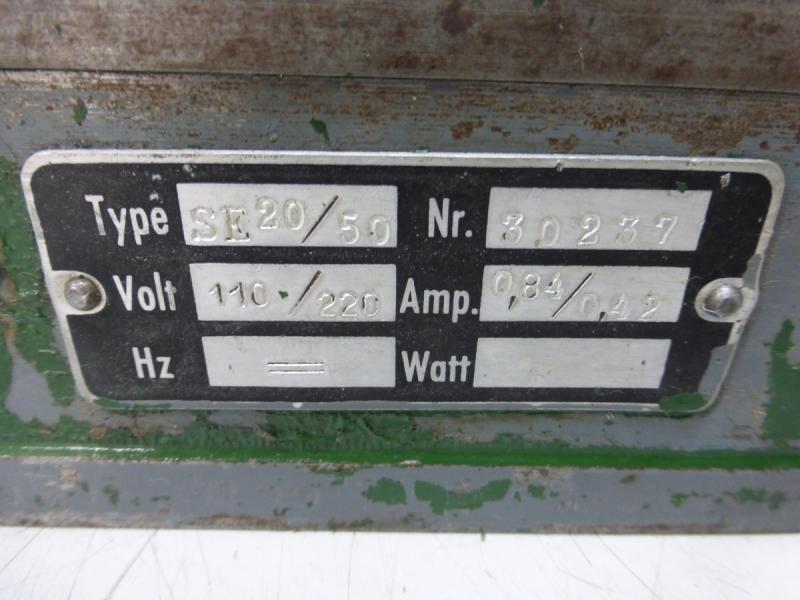 Type SE 20/50 Nr. 30237
Volt 110/220 Amp. 0,84/0,42
Hz = Watt